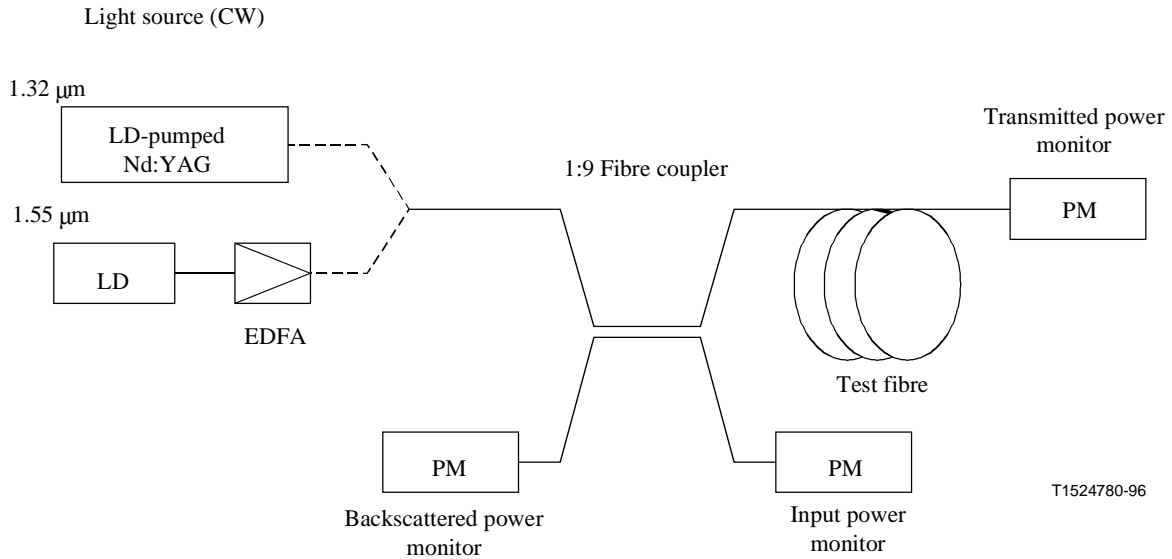 Light source (CW)
1.32 μm
LD-pumped
Nd:YAG
1.55 μm
LD
EDFA
1:9 Fibre coupler
Transmitted power
monitor
PM
Test fibre
PM
Backscattered power
monitor
PM
Input power
monitor
T1524780-96